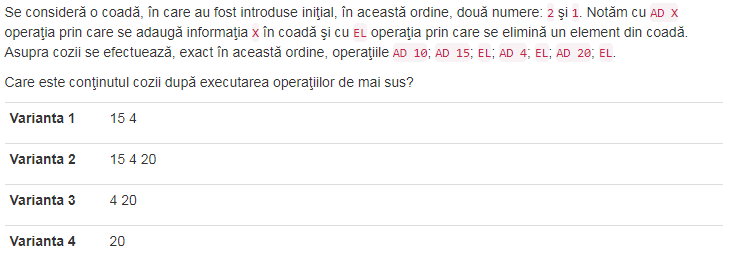 Se consideră o coadă, în care au fost introduse iniţial, în această ordine, două numere: 2 şi 1. Notăm cu AD X
operaţia prin care se adaugă informaţia X în coadă şi cu EL operaţia prin care se elimină un element din coadă.
Asupra cozii se efectuează, exact în această ordine, operaţiile AD 10; AD 15; EL; AD 4; EL; AD 20; EL.
Care este conţinutul cozii după executarea operaţiilor de mai sus?
Varianta 1 15 4
Varianta 2 15 4 20
Varianta 3 4 20
Varianta 4 20